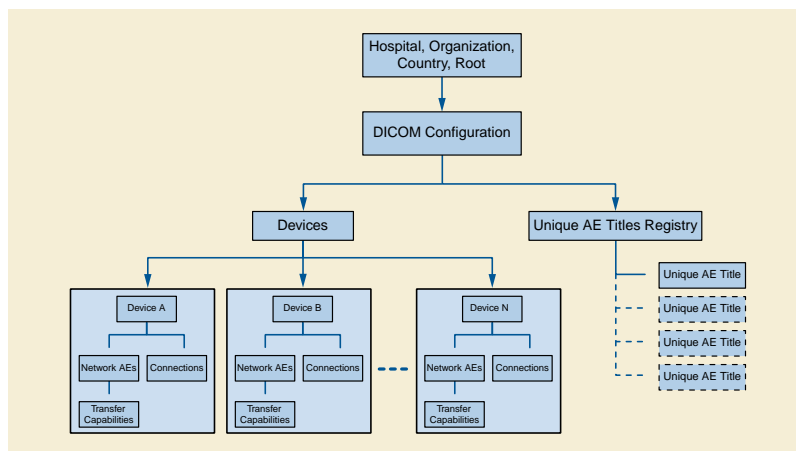 Hospital, Organization,
Country, Root
DICOM Configuration
Devices
Unique AE Titles Registry
Device A
Network AEs
Connections
Transfer
Capabilities
Device B
Network AEs
Connections
Transfer
Capabilities
Device N
Network AEs
Connections
Transfer
Capabilities
Unique AE Title
Unique AE Title
Unique AE Title
Unique AE Title